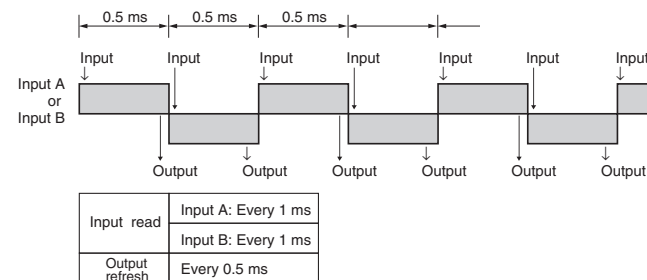 0.5 ms 0.5 ms 0.5 ms
Input Input Input Input Input Input Input
Input A
or
Input B
Output Output Output Output Output Output
Input read
Input A: Every 1 ms
Input B: Every 1 ms
Output
refresh
Every 0.5 ms